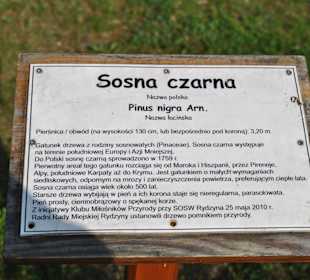 Sosna czarna
Nazwa polska
Pinus nigra Arn.
Nazwa łacińska
Pierśnica / obwód (na wysokości 130 cm, lub bezpośrednio pod koroną): 3,20 m.
Gatunek drzewa z rodziny sosnowatych (Pinaceae). Sosna czarna występuje
na terenie południowej Europy i Azji Mniejszej.
Do Polski sosnę czarną sprowadzono w 1759 r.
Pierwotny areał tego gatunku rozciąga się od Maroka i Hiszpanii, przez Pireneje,
Alpy, południowe Karpaty aż do Krymu. Jest gatunkiem o małych wymaganiach
siedliskowych, odpornym na mrozy i zanieczyszczenia powietrza, preferującym ciepłe lata.
Sosna czarna osiąga wiek około 500 lat.
Starsze drzewa wybijają w pień a ich korona staje się nieregularna, parasolowata.
Pień prosty, ciemnoszary o spękanej korze.
Z inicjatywy Klubu Miłośników Przyrody przy SOSW Rydzyna 25 maja 2010 r.
Radni Rady Miejskiej Rydzyny ustanowili drzewo pomnikiem przyrody.